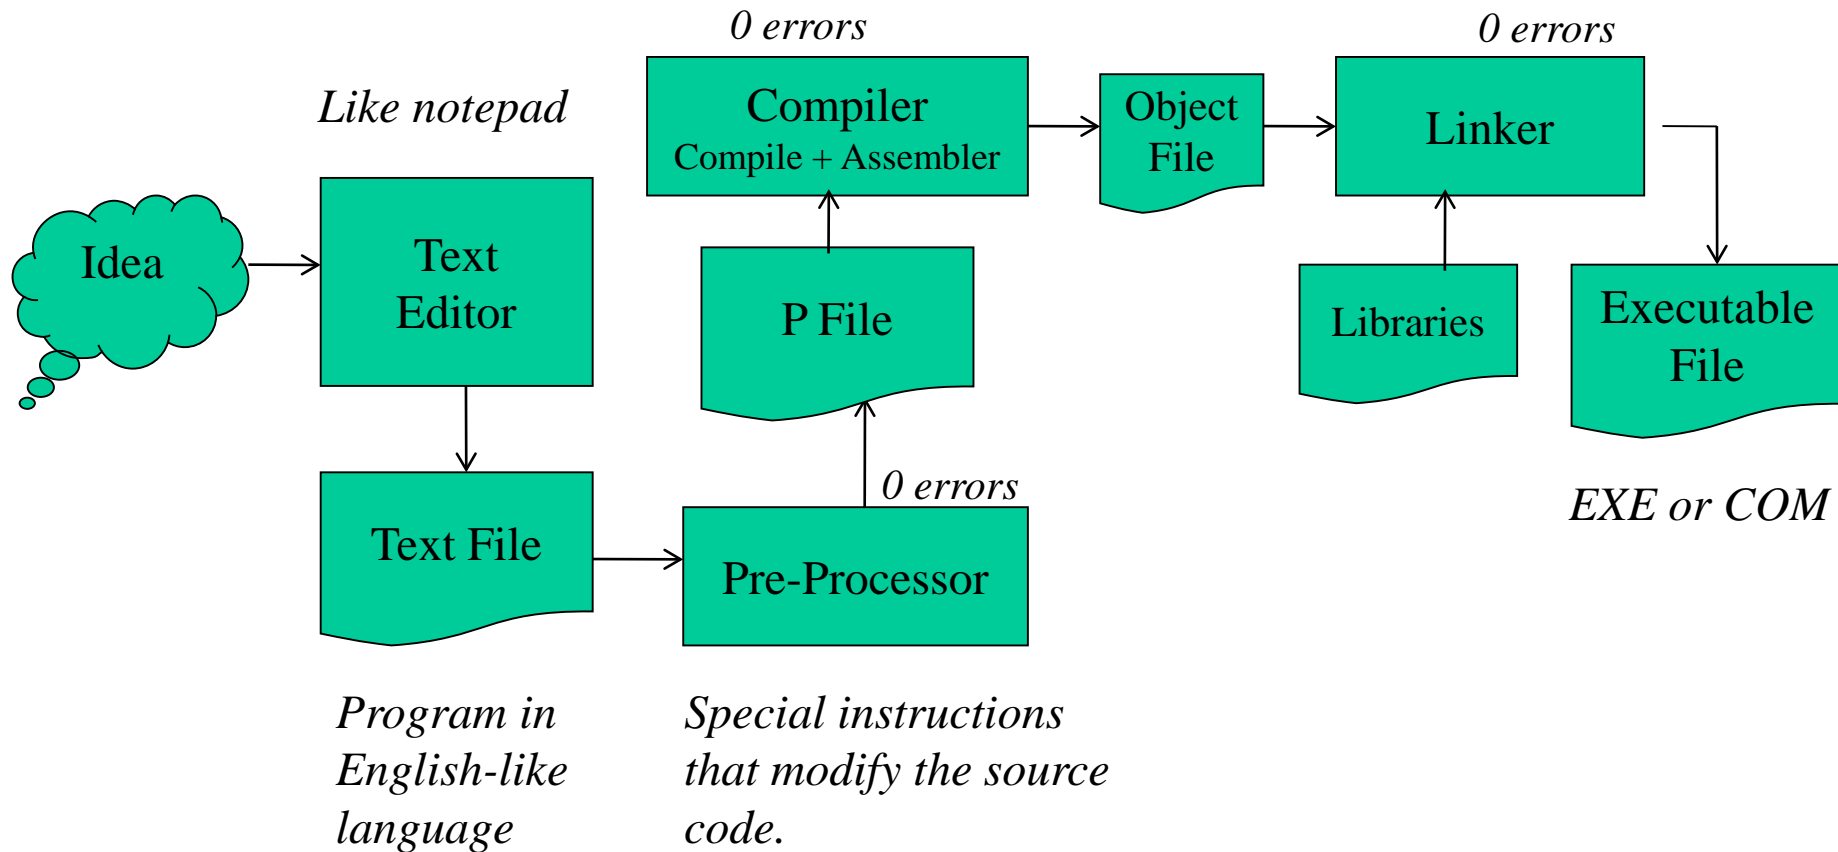 0 errors
0 errors
Like notepad
Compiler
Compile + Assembler
Object
File
Linker
Idea
Text
Editor
P File
Libraries
Executable
File
0 errors
EXE or COM
Text File
Pre-Processor
Program in
English-like
language
Special instructions
that modify the source
code.